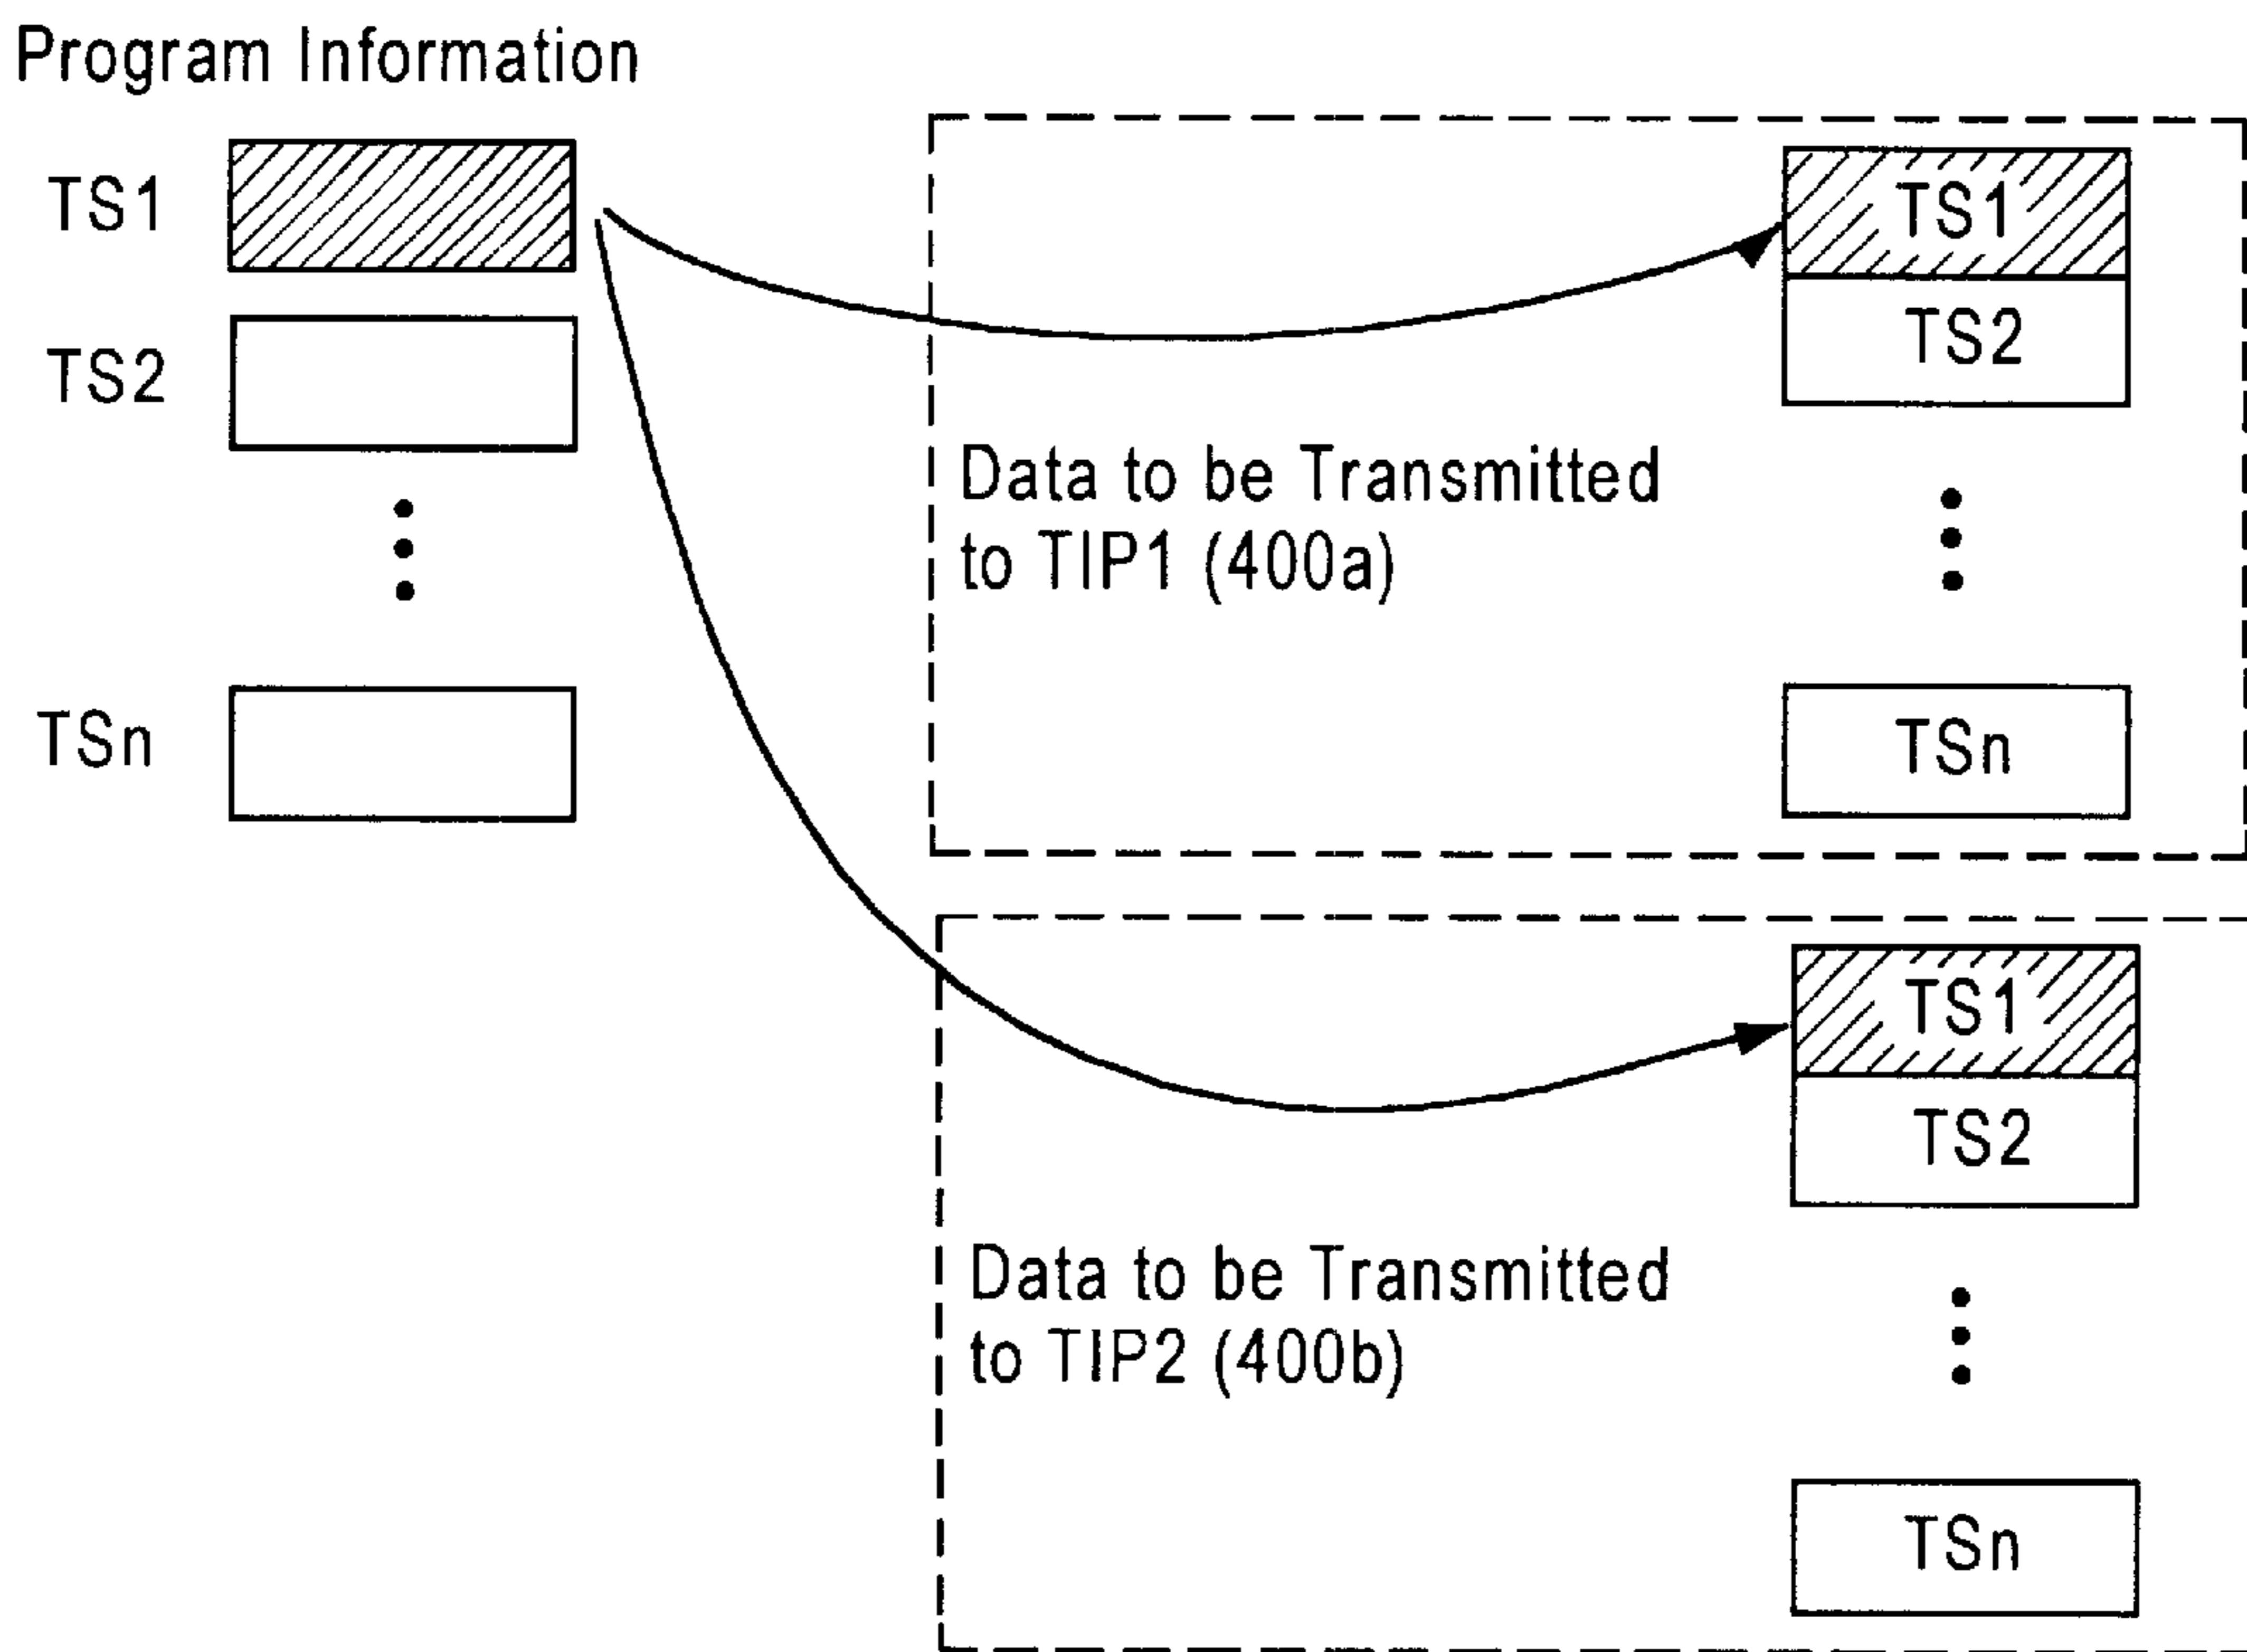 Program Information
TS1
TS2
TSn
TS1
TS2
Data to be Transmitted
to TIP1 (400a)
TSn
TS1
TS2
Data to be Transmitted
to TIP2 (400b)
TSn